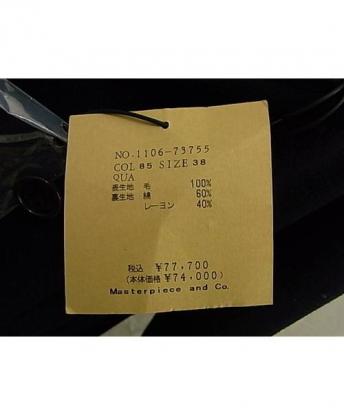 NO.1106-73755
COL 85 SIZE 38
QUA
表生地 毛 100%
裏生地 綿 60%
レーヨン 40%
税込 ¥77,700
(本体価格 ¥74,000)
Masterpiece and Co.